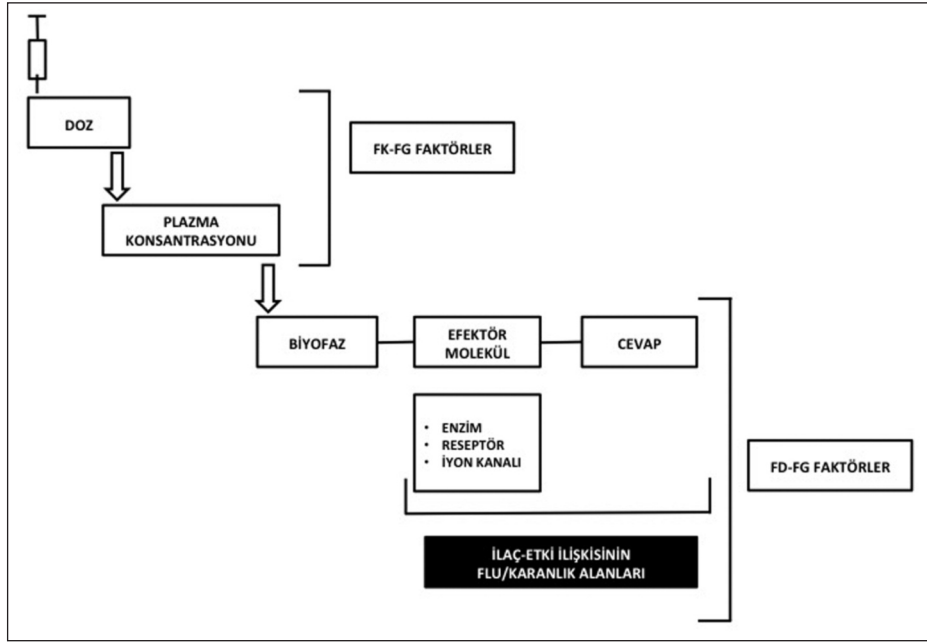 DOZ
FK-FG FAKTÖRLER
PLAZMA
KONSANTRASYONU
BİYOFAZ
EFEKTÖR
MOLEKÜL
CEVAP
• ENZİM
• RESEPTÖR
• İYON KANALI
FD-FG FAKTÖRLER
İLAÇ-ETKİ İLİŞKİSİNİN
FLU/KARANLIK ALANLARI